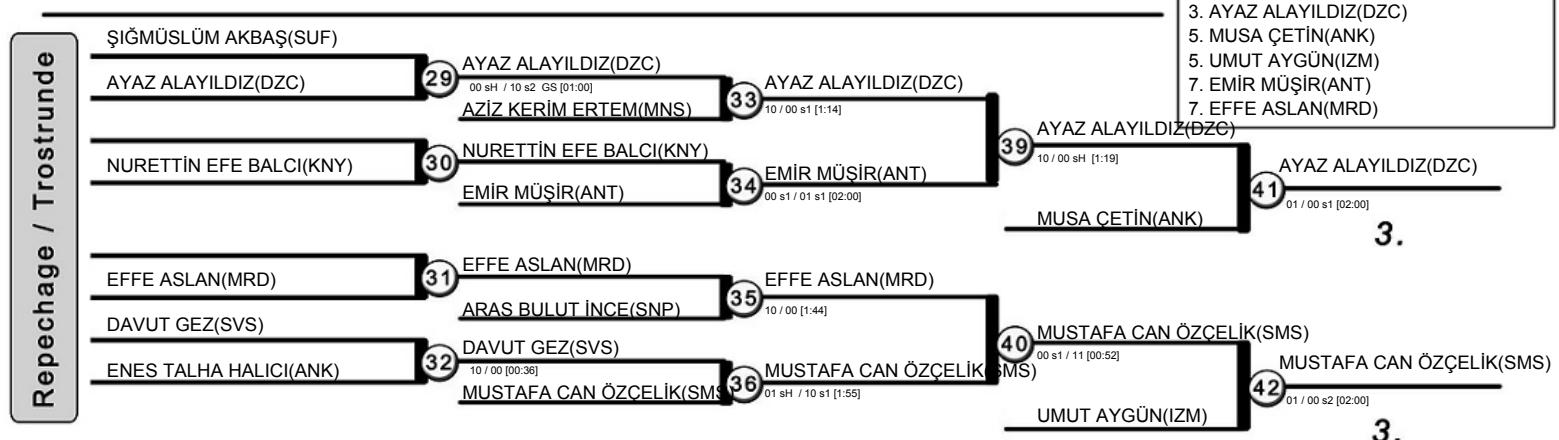 3. AYAZ ALAYILDIZ(DZC)
5. MUSA ÇETİN(ANK)
5. UMUT AYGÜN(IZM)
7. EMİR MÜŞİR(ANT)
7. EFFE ASLAN(MRD)
Repechage / Trostrunde
ŞIĞMÜSLÜM AKBAŞ(SUF)
AYAZ ALAYILDIZ(DZC)
NURETTİN EFE BALCI(KNY)
EFFE ASLAN(MRD)
DAVUT GEZ(SVS)
ENES TALHA HALICI(ANK)
29
30
31
32
AYAZ ALAYILDIZ(DZC)
00 sH / 10 s2 GS [01:00]
AZİZ KERİM ERTEM(MNS)
NURETTİN EFE BALCI(KNY)
EMİR MÜŞİR(ANT)
EFFE ASLAN(MRD)
ARAS BULUT İNCE(SNP)
DAVUT GEZ(SVS)
10 / 00 [00:36]
MUSTAFA CAN ÖZÇELİK(SMS)
33
34
35
36
AYAZ ALAYILDIZ(DZC)
10 / 00 s1 [1:14]
EMİR MÜŞİR(ANT)
00 s1 / 01 s1 [02:00]
EFFE ASLAN(MRD)
10 / 00 [1:44]
MUSTAFA CAN ÖZÇELİK(SMS)
01 sH / 10 s1 [1:55]
39
40
AYAZ ALAYILDIZ(DZC)
10 / 00 sH [1:19]
MUSA ÇETİN(ANK)
MUSTAFA CAN ÖZÇELİK(SMS)
00 s1 / 11 [00:52]
UMUT AYGÜN(IZM)
41
42
AYAZ ALAYILDIZ(DZC)
01 / 00 s1 [02:00]
3.
MUSTAFA CAN ÖZÇELİK(SMS)
01 / 00 s2 [02:00]
3.